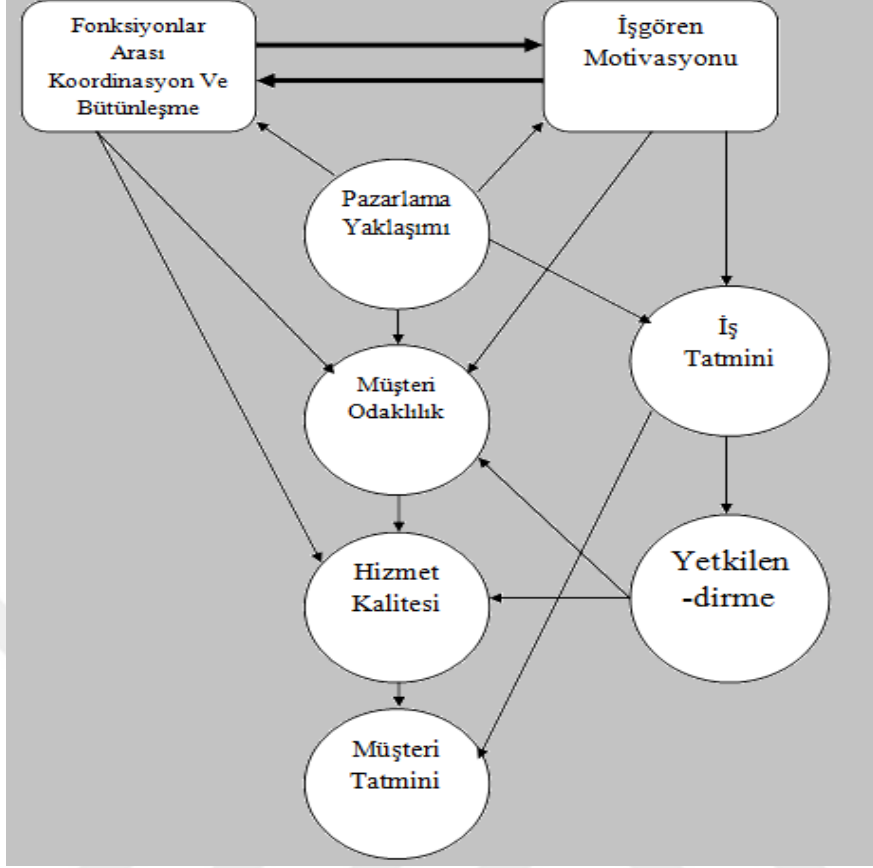 Fonksiyonlar
Arası
Koordinasyon Ve
Bütünleşme
İşgören
Motivasyonu
Pazarlama
Yaklaşımı
İş
Tatmini
Müşteri
Odaklılık
Hizmet
Kalitesi
Yetkilen
-dirme
Müşteri
Tatmini